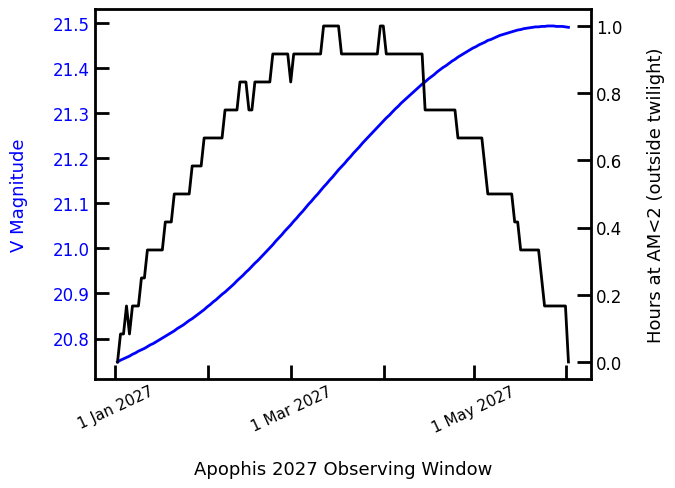 21.5
21.4
21.3
21.2
21.1
21.0
20.9
20.8
V Magnitude
1.0
0.8
0.6
0.4
0.2
0.0
Hours at AM<2 (outside twilight)
1 Jan 2027
1 Mar 2027
1 May 2027
Apophis 2027 Observing Window